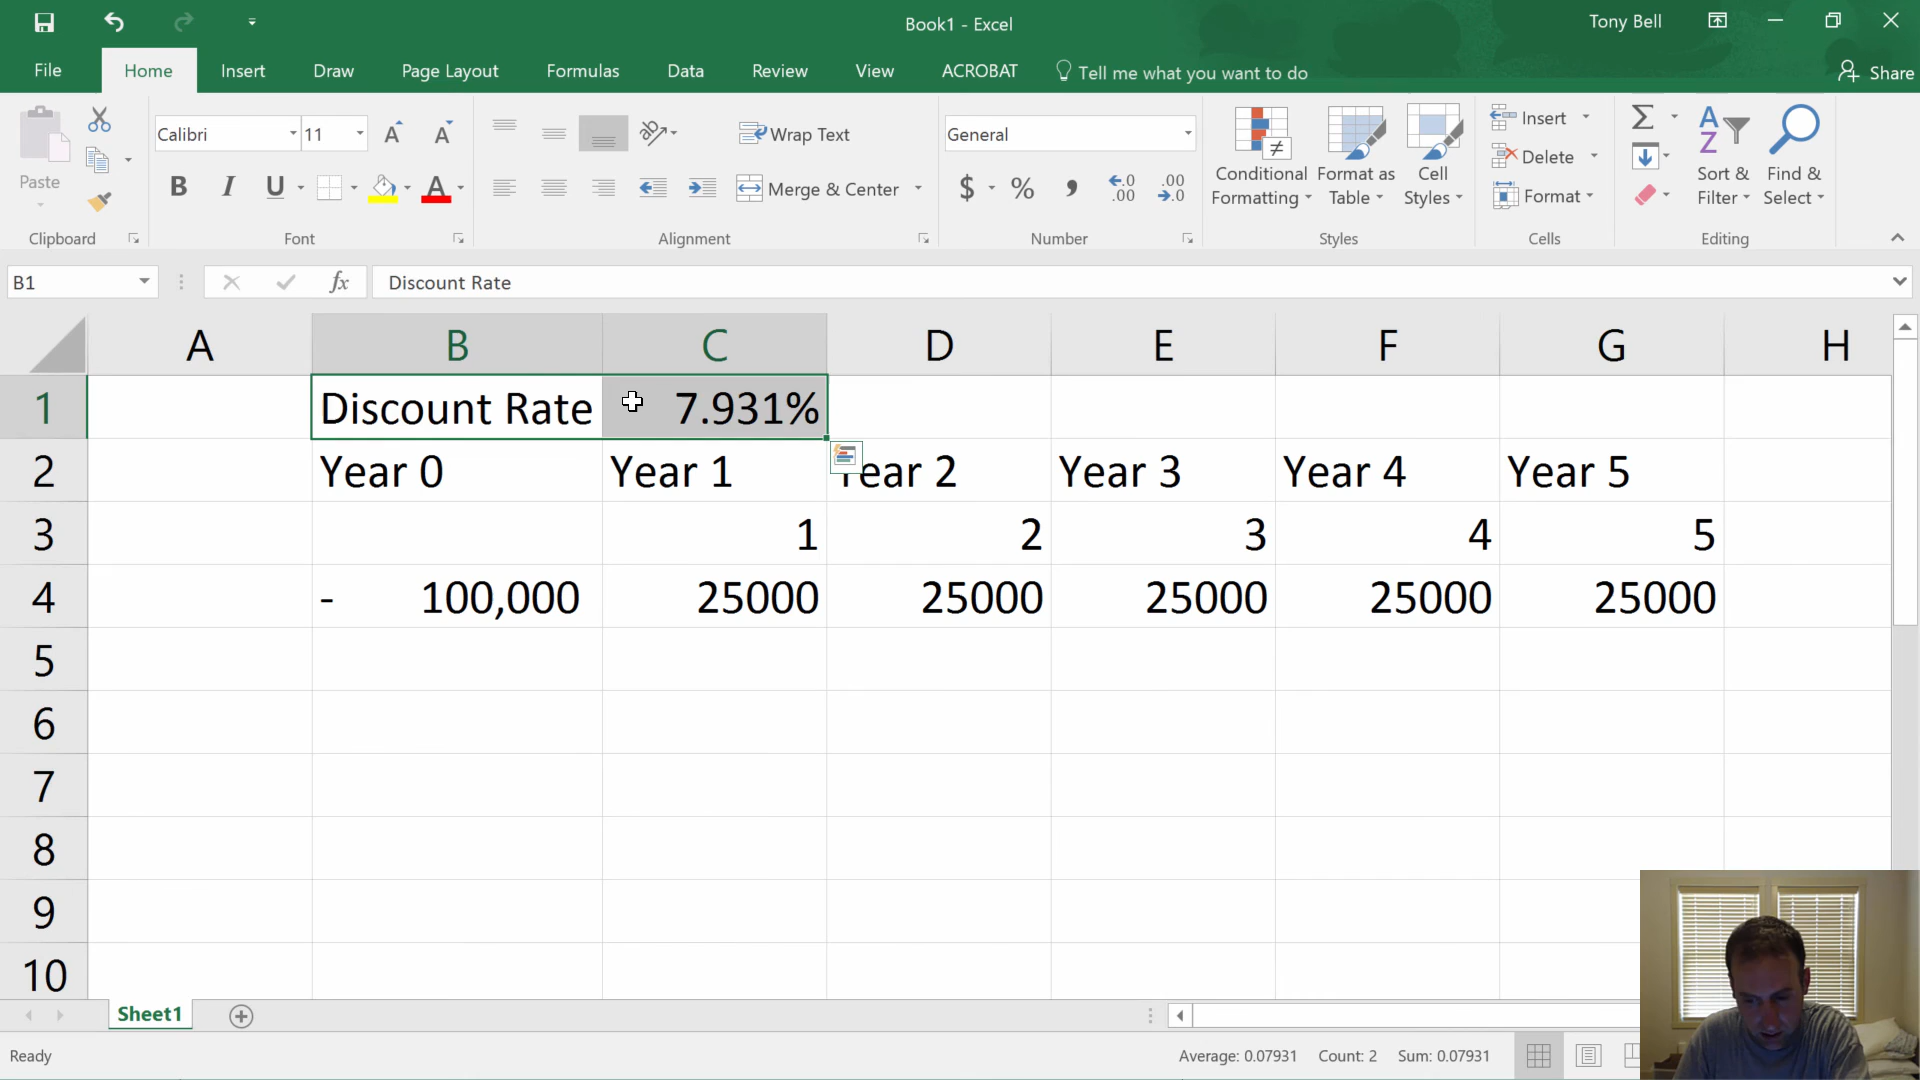 Book1 - Excel
Tony Bell
File Home Insert Draw Page Layout Formulas Data Review View ACROBAT Tell me what you want to do Share
Paste
Clipboard
Calibri 11
B I U A
Font
Wrap Text
Merge & Center
Alignment
General
$ %
Number
Conditional Formatting
Format as Table
Cell Styles
Styles
Insert
Delete
Format
Cells
Sort & Filter
Find & Select
Editing
B1 fx Discount Rate
A B C D E F G H
1 Discount Rate 7.931%
2 Year 0 Year 1 Year 2 Year 3 Year 4 Year 5
3 1 2 3 4 5
4 - 100,000 25000 25000 25000 25000 25000
5
6
7
8
9
10
Sheet1
Ready Average: 0.07931 Count: 2 Sum: 0.07931